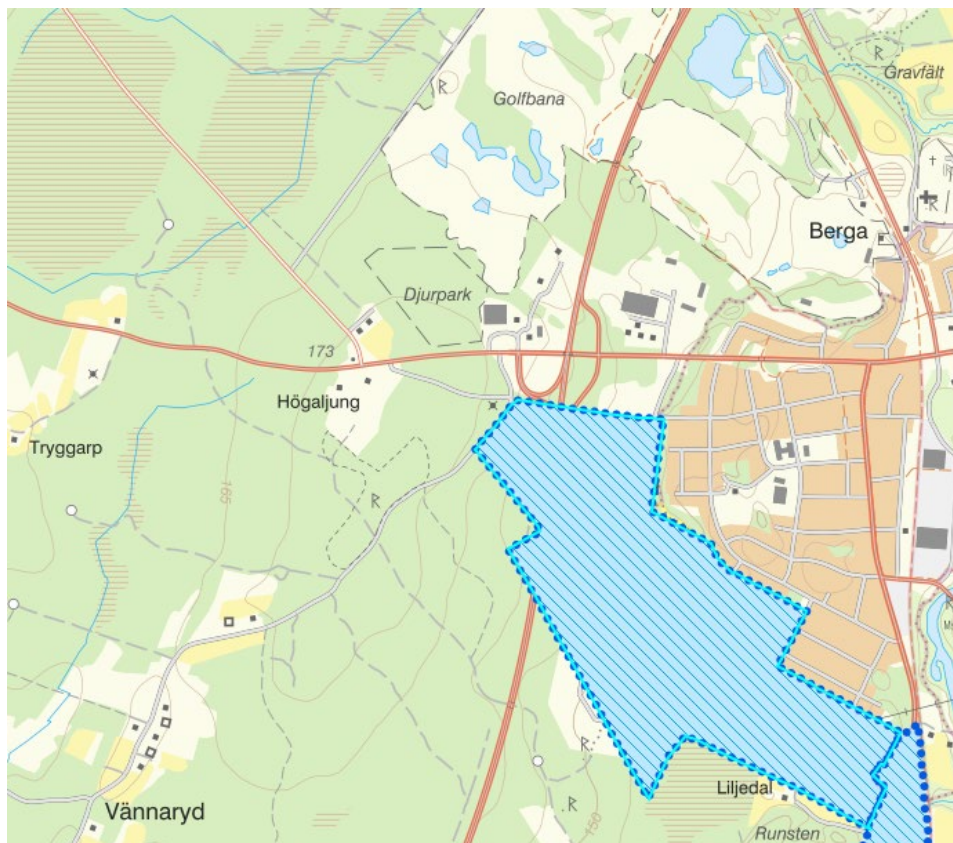 Gravfält
R
Golfbana
R
Berga
Djurpark
173
Högaljung
Tryggarp
165
R
R
Vännaryd
Liljedal
R
150
Runsten